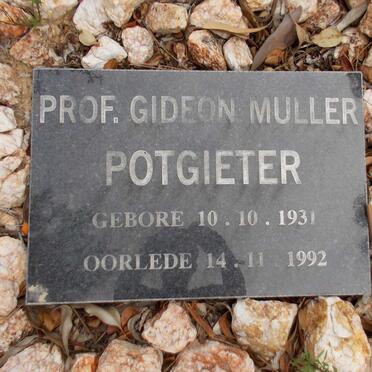 PROF. GIDEON MULLER
POTGIETER
GEBORE 10 . 10 . 1931
OORLEDE 14 . 11 . 1992